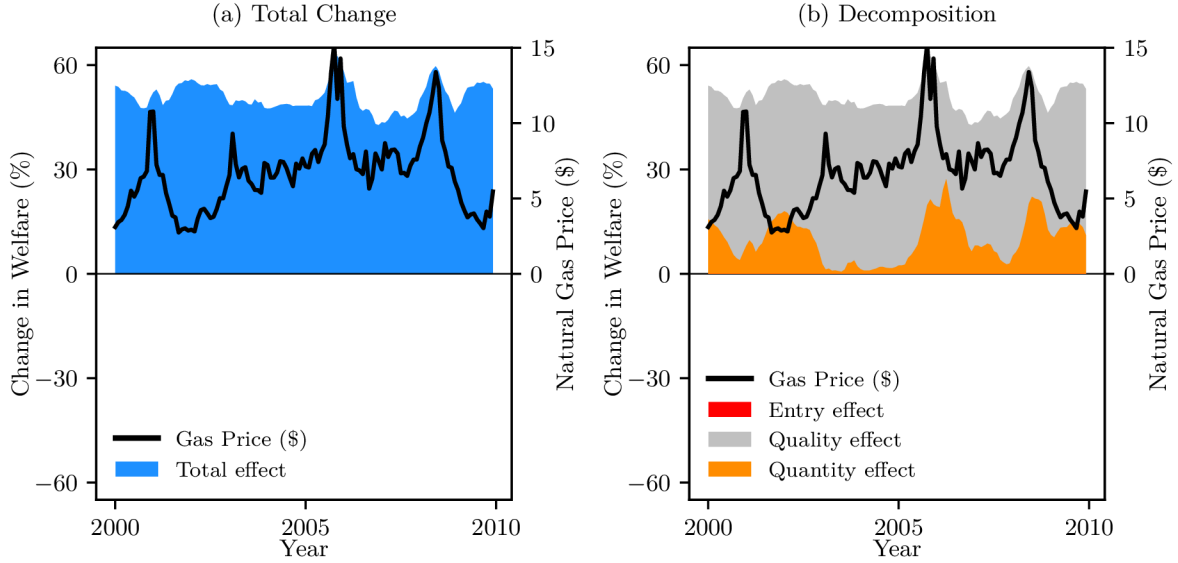 (a) Total Change
(b) Decomposition
Change in Welfare (%)
60
30
0
−30
−60
15
10
5
0
Natural Gas Price ($)
Gas Price ($)
Total effect
2000
2005
2010
Year
Change in Welfare (%)
60
30
0
−30
−60
15
10
5
0
Natural Gas Price ($)
Gas Price ($)
Entry effect
Quality effect
Quantity effect
2000
2005
2010
Year